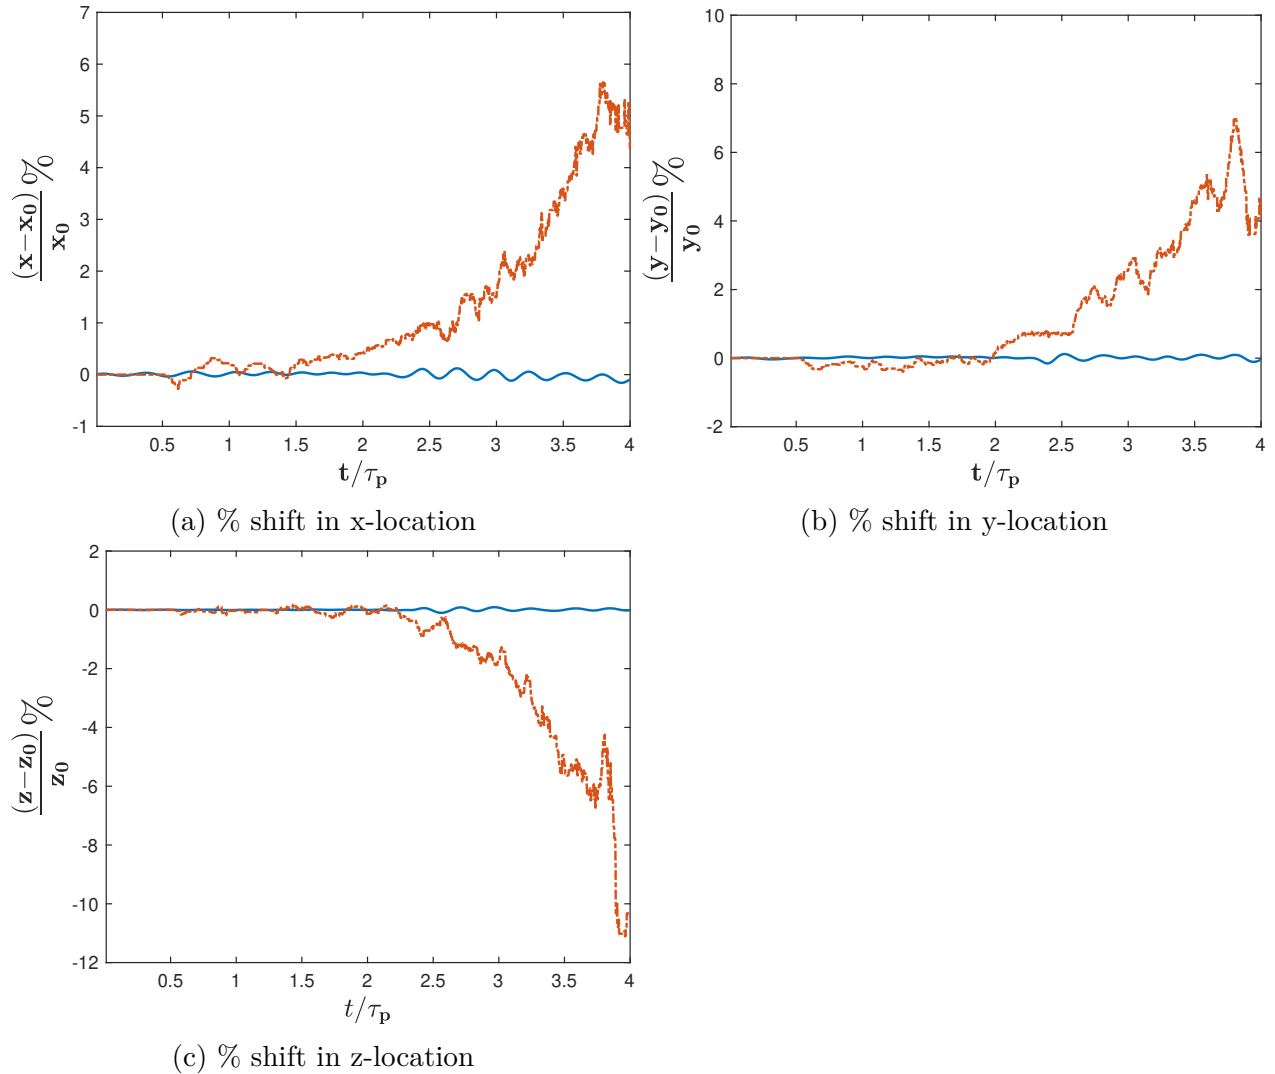 7
6
5
4
3
2
1
0
-1
(x−x₀)/x₀ %
0.5 1 1.5 2 2.5 3 3.5 4
t/τₚ
(a) % shift in x-location
10
8
6
4
2
0
-2
(y−y₀)/y₀ %
0.5 1 1.5 2 2.5 3 3.5 4
t/τₚ
(b) % shift in y-location
2
0
-2
-4
-6
-8
-10
-12
(z−z₀)/z₀ %
0.5 1 1.5 2 2.5 3 3.5 4
t/τₚ
(c) % shift in z-location